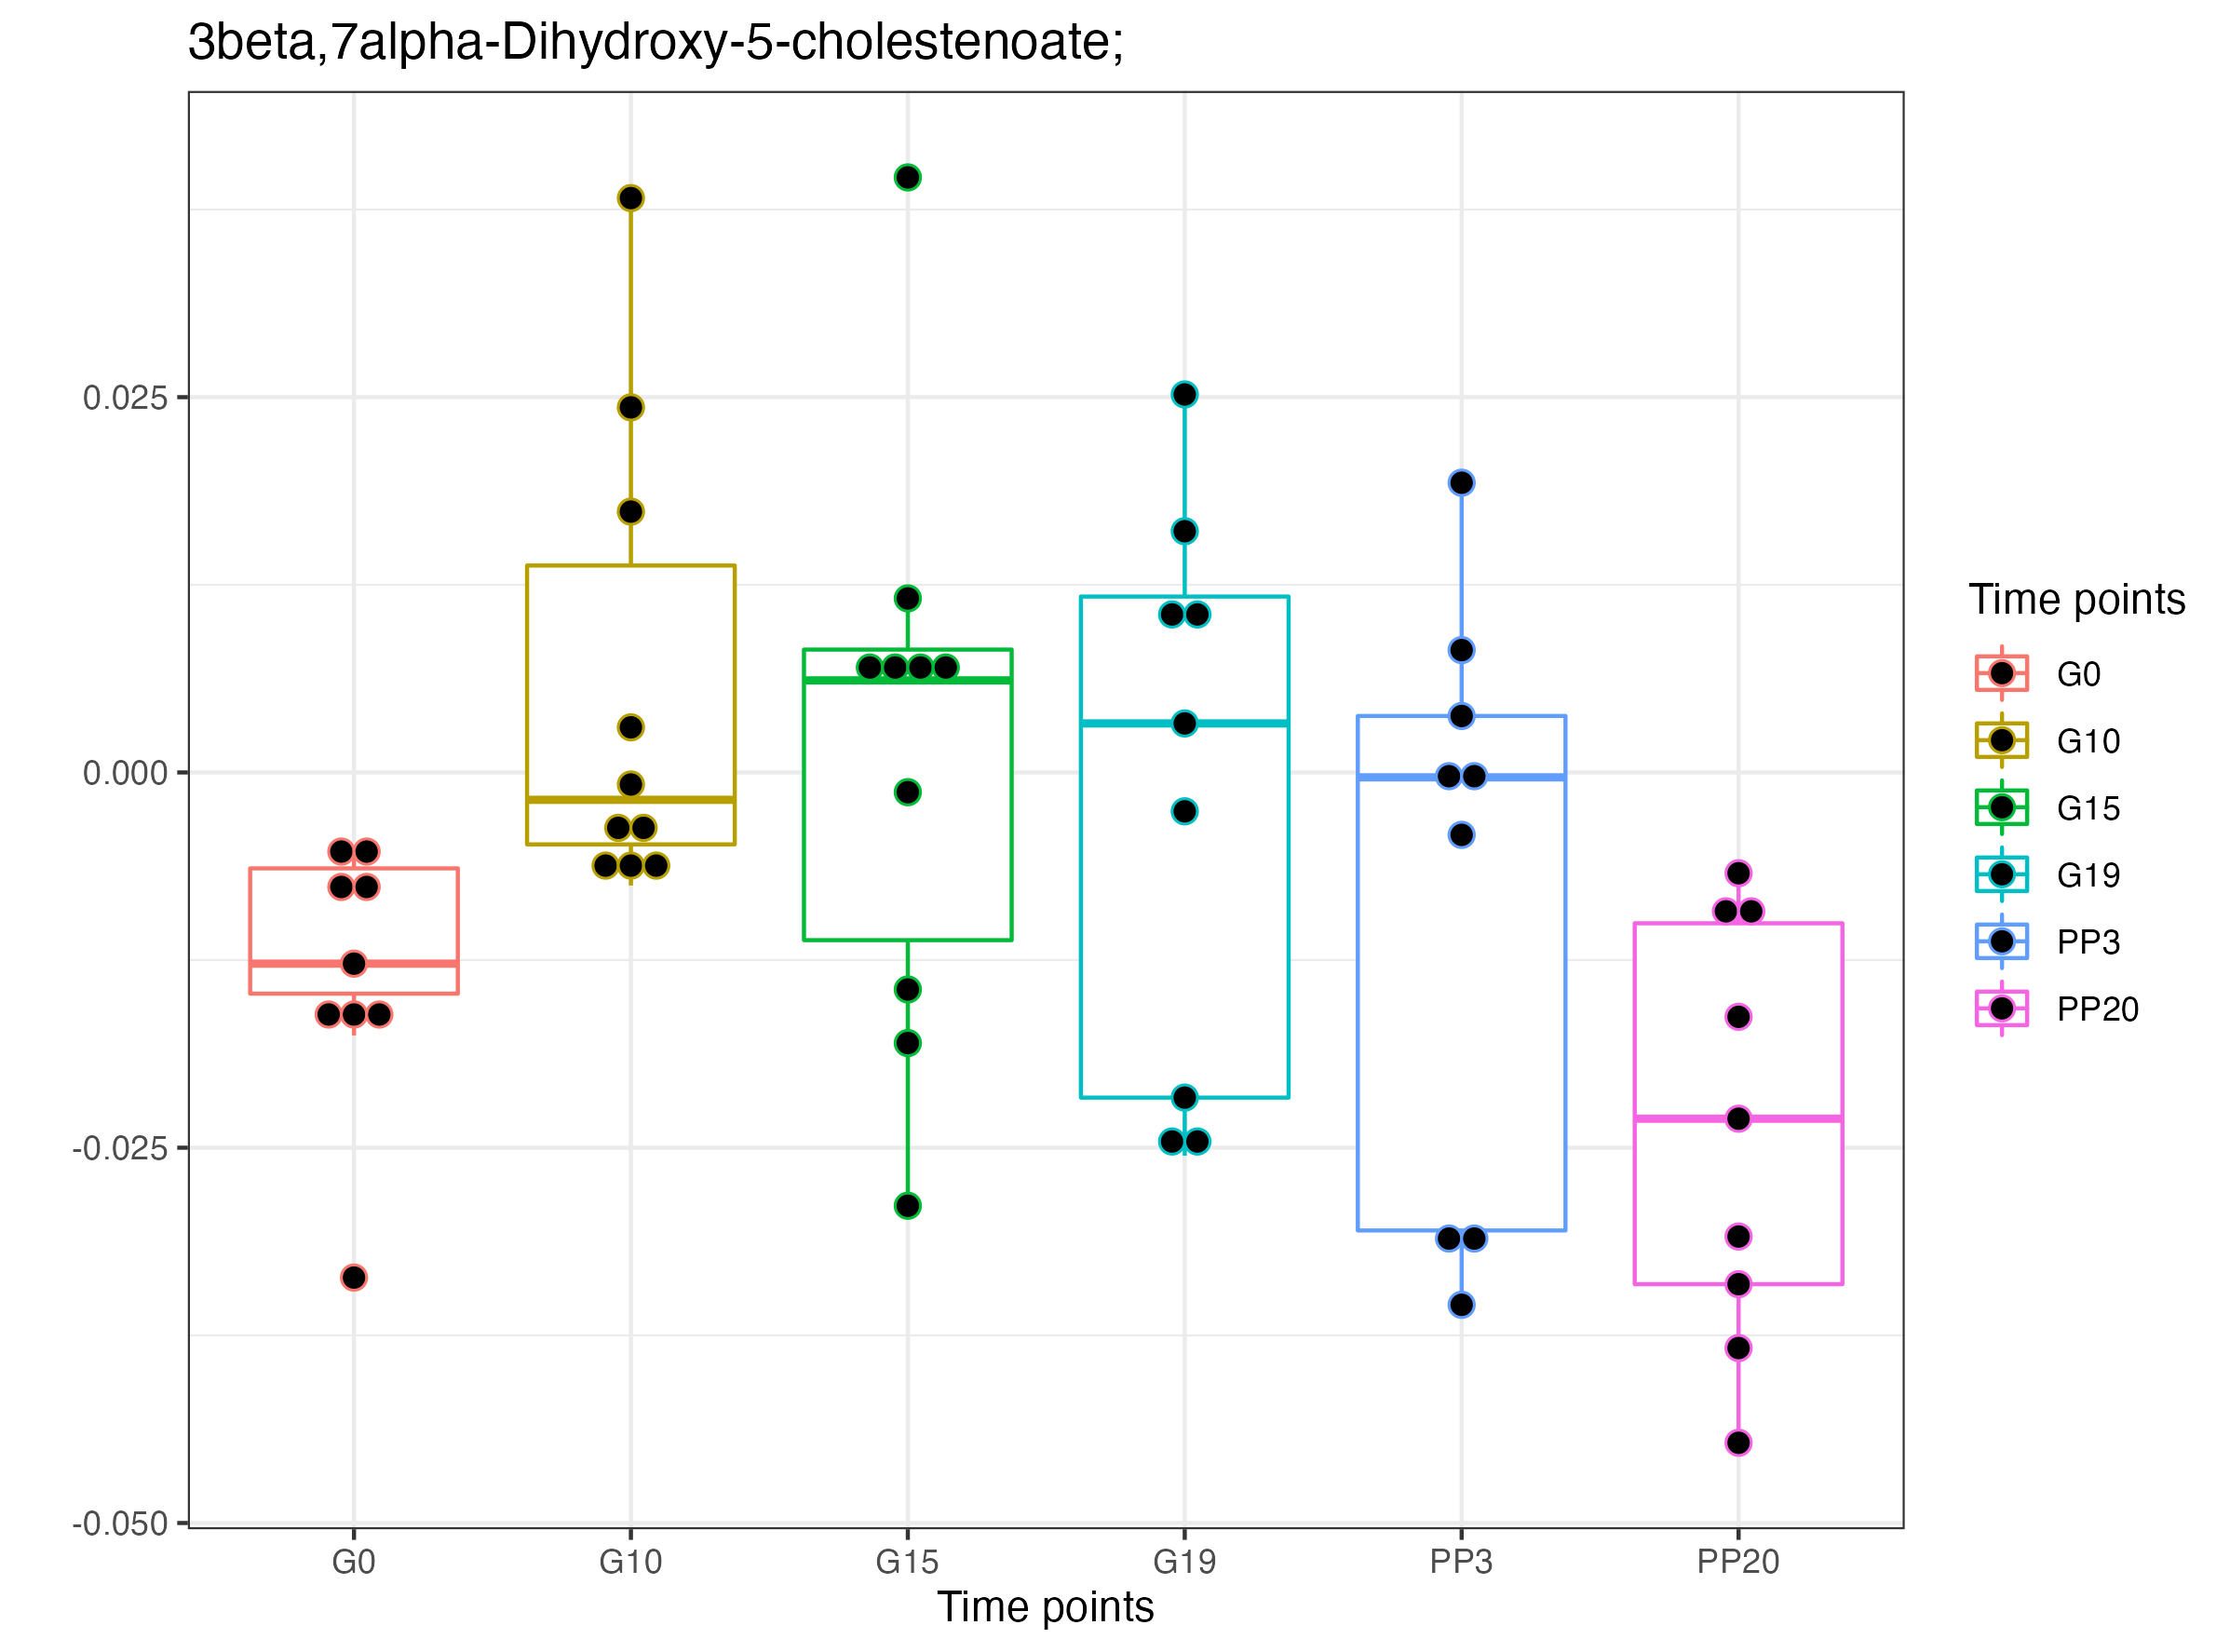 3beta,7alpha-Dihydroxy-5-cholestenoate;
0.025
0.000
-0.025
-0.050
G0 G10 G15 G19 PP3 PP20
Time points
Time points
G0
G10
G15
G19
PP3
PP20